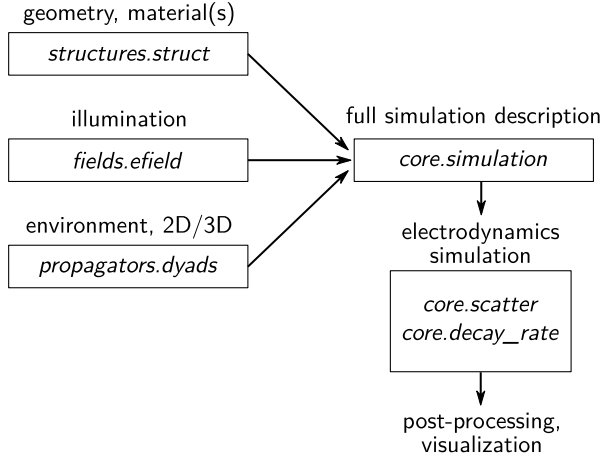 geometry, material(s)
structures.struct
illumination
fields.efield
environment, 2D/3D
propagators.dyads
full simulation description
core.simulation
electrodynamics
simulation
core.scatter
core.decay_rate
post-processing,
visualization